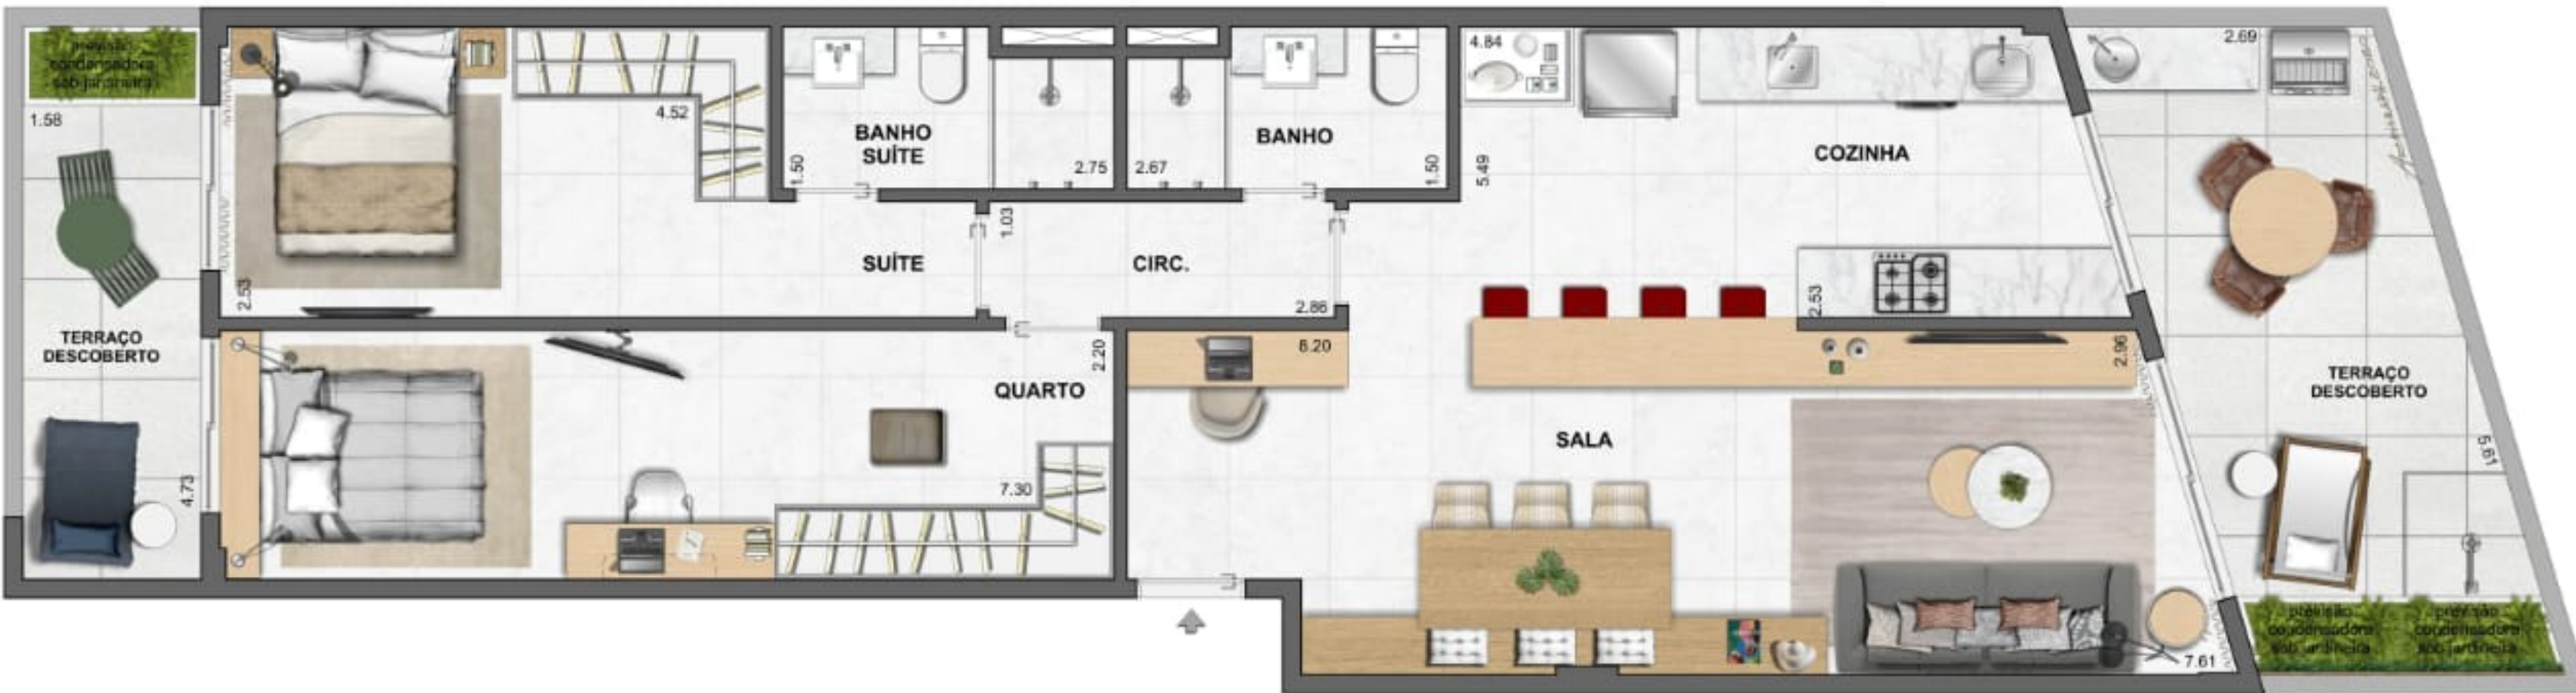 previsão
condensadora
sob jardineira
1.58
TERRAÇO
DESCOBERTO
4.73
4.52
2.53
SUÍTE
BANHO
SUÍTE
1.50
2.75
2.67
BANHO
1.50
1.03
CIRC.
2.86
2.20
QUARTO
7.30
8.20
4.84
5.49
COZINHA
2.53
2.96
SALA
7.61
2.69
TERRAÇO
DESCOBERTO
5.61
previsão
condensadora
sob jardineira
previsão
condensadora
sob jardineira